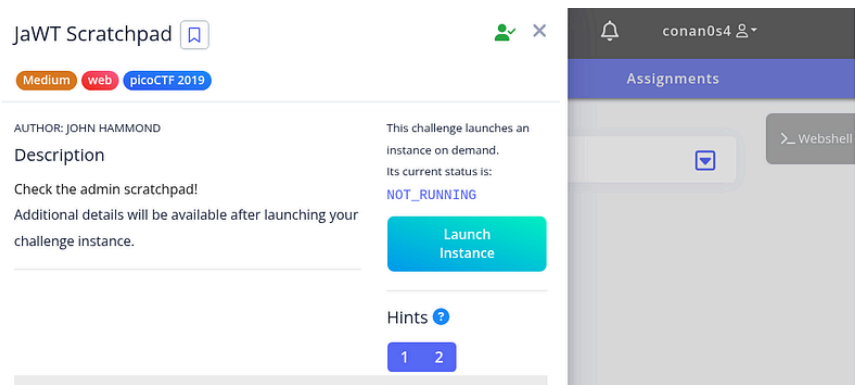 JaWT Scratchpad
conan0s4
Medium web picoCTF 2019
Assignments
AUTHOR: JOHN HAMMOND
Description
Check the admin scratchpad!
Additional details will be available after launching your
challenge instance.
This challenge launches an
instance on demand.
Its current status is:
NOT_RUNNING
Launch
Instance
Hints ?
1 2
>_ Webshell